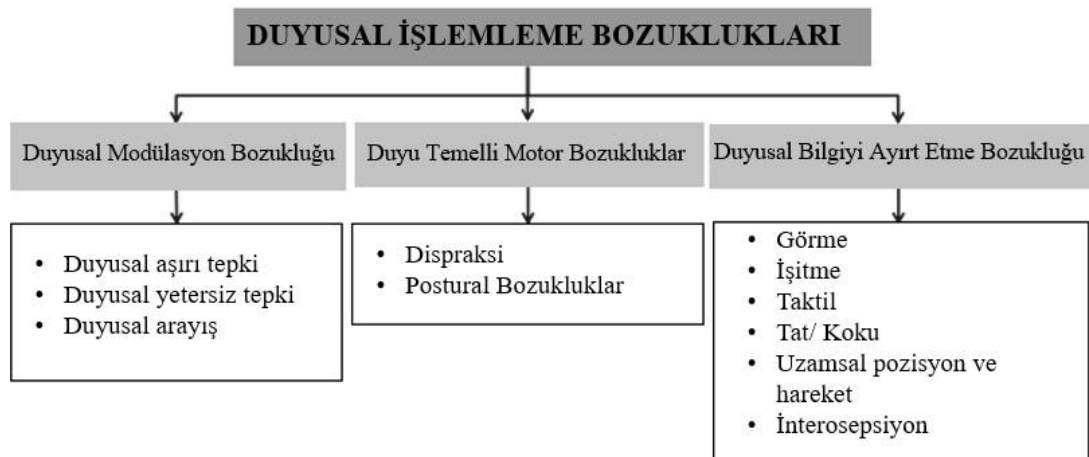 DUYUSAL İŞLEMLEME BOZUKLUKLARI
Duyusal Modülasyon Bozukluğu
Duyu Temelli Motor Bozukluklar
Duyusal Bilgiyi Ayırt Etme Bozukluğu
• Duyusal aşırı tepki
• Duyusal yetersiz tepki
• Duyusal arayış
• Dispraksi
• Postural Bozukluklar
• Görme
• İşitme
• Taktil
• Tat/ Koku
• Uzamsal pozisyon ve
hareket
• İnterosepsiyon